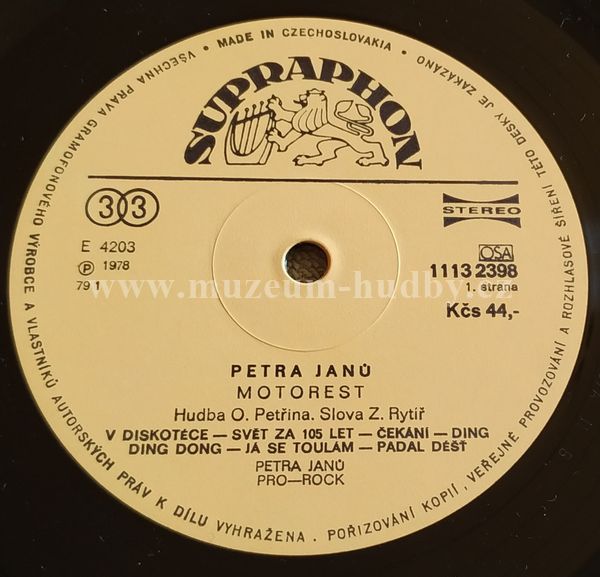 VŠECHNA PRÁVA GRAMOFONOVÉHO VÝROBCE A VLASTNÍKŮ AUTORSKÝCH PRÁV K DÍLU VYHRAŽENA. POŘIZOVÁNÍ KOPIÍ, VEŘEJNÉ PROVOZOVÁNÍ A ROZHLASOVÉ ŠÍŘENÍ TÉTO DESKY JE ZAKÁZÁNO • MADE IN CZECHOSLOVAKIA •
SUPRAPHON
33
STEREO
E 4203
Ⓟ 1978
79 1
OSA
1113 2398
1. strana
Kčs 44,-
www.muzeum-hudby.cz
PETRA JANŮ
MOTOREST
Hudba O. Petřina. Slova Z. Rytíř
V DISKOTÉCE — SVĚT ZA 105 LET — ČEKÁNÍ — DING
DING DONG — JÁ SE TOULÁM — PADAL DÉŠŤ
PETRA JANŮ
PRO—ROCK